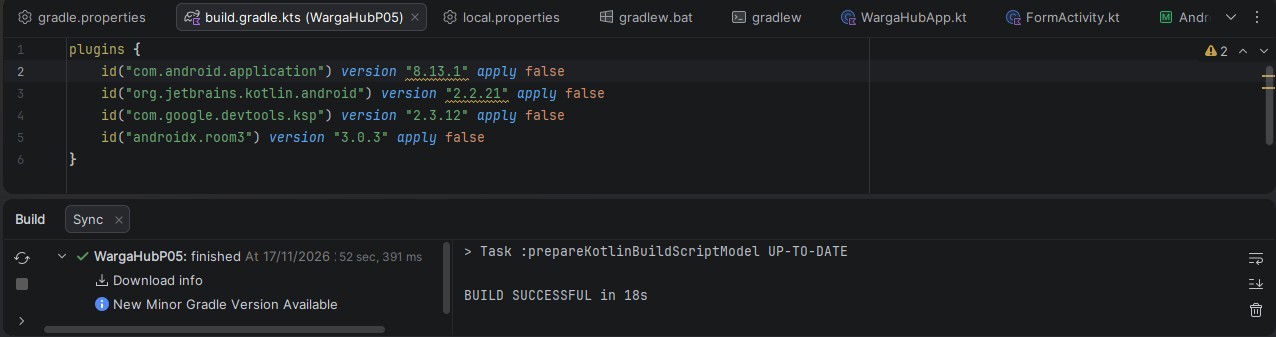 gradle.properties build.gradle.kts (WargaHubP05) local.properties gradlew.bat gradlew WargaHubApp.kt FormActivity.kt Andr
1 plugins {
2 id("com.android.application") version "8.13.1" apply false
3 id("org.jetbrains.kotlin.android") version "2.2.21" apply false
4 id("com.google.devtools.ksp") version "2.3.12" apply false
5 id("androidx.room3") version "3.0.3" apply false
6 }
2
Build Sync
WargaHubP05: finished At 17/11/2026 : 52 sec, 391 ms
Download info
New Minor Gradle Version Available
> Task :prepareKotlinBuildScriptModel UP-TO-DATE
BUILD SUCCESSFUL in 18s